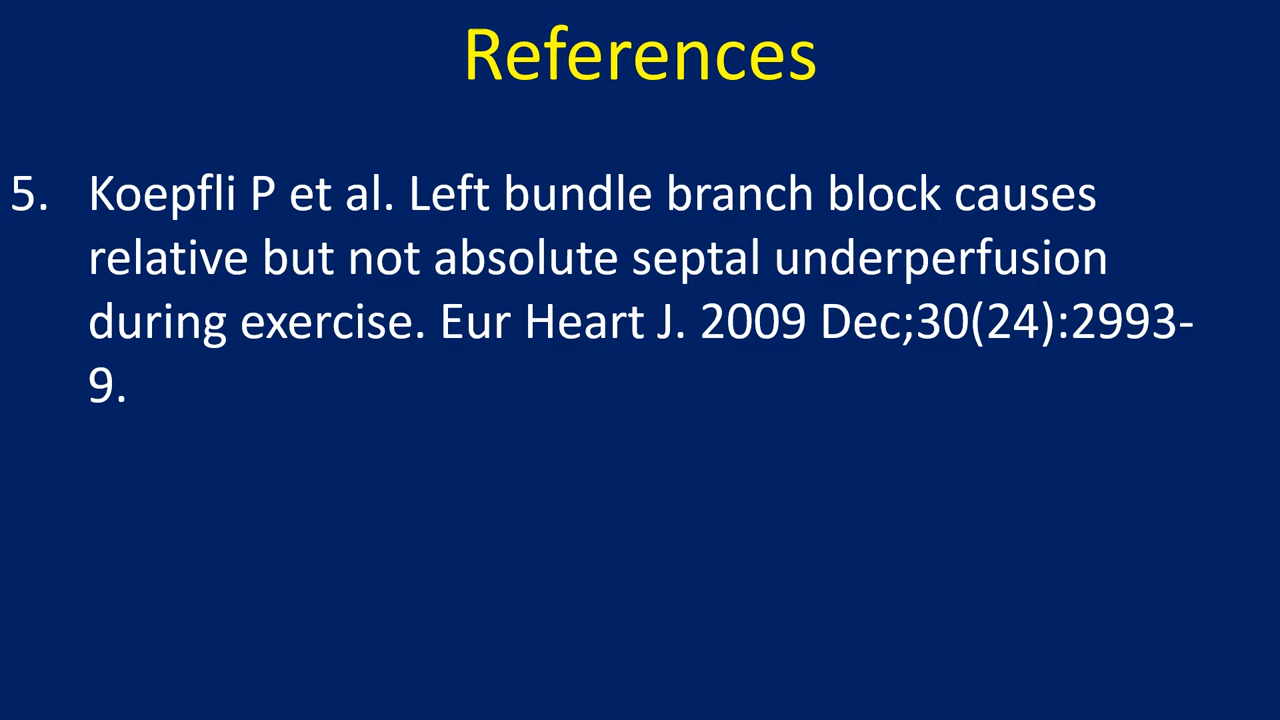 References
5. Koepfli P et al. Left bundle branch block causes
relative but not absolute septal underperfusion
during exercise. Eur Heart J. 2009 Dec;30(24):2993-
9.